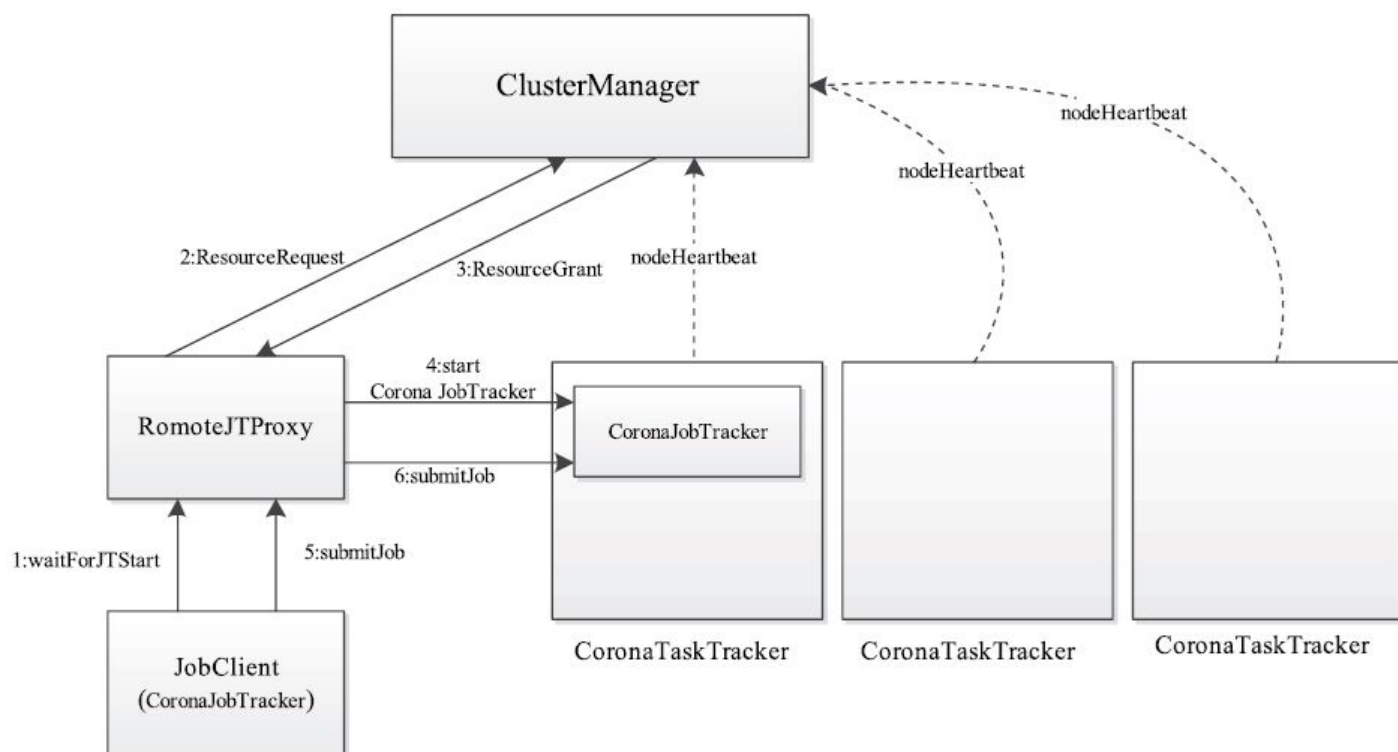 ClusterManager
nodeHeartbeat
nodeHeartbeat
2:ResourceRequest
3:ResourceGrant
nodeHeartbeat
4:start
Corona JobTracker
RomoteJTProxy
CoronaJobTracker
6:submitJob
1:waitForJTStart
5:submitJob
CoronaTaskTracker
CoronaTaskTracker
CoronaTaskTracker
JobClient
(CoronaJobTracker)